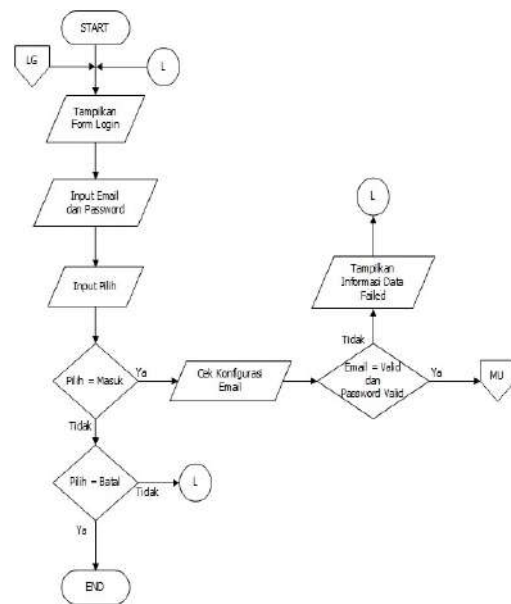 START
LG
L
Tampilkan
Form Login
Input Email
dan Password
Input Pilih
Pilih = Masuk
Ya
Cek Konfigurasi
Email
Email = Valid
dan
Password Valid
Ya
MU
Tidak
Tampilkan
Informasi Data
Failed
L
Tidak
Pilih = Batal
Tidak
L
Ya
END